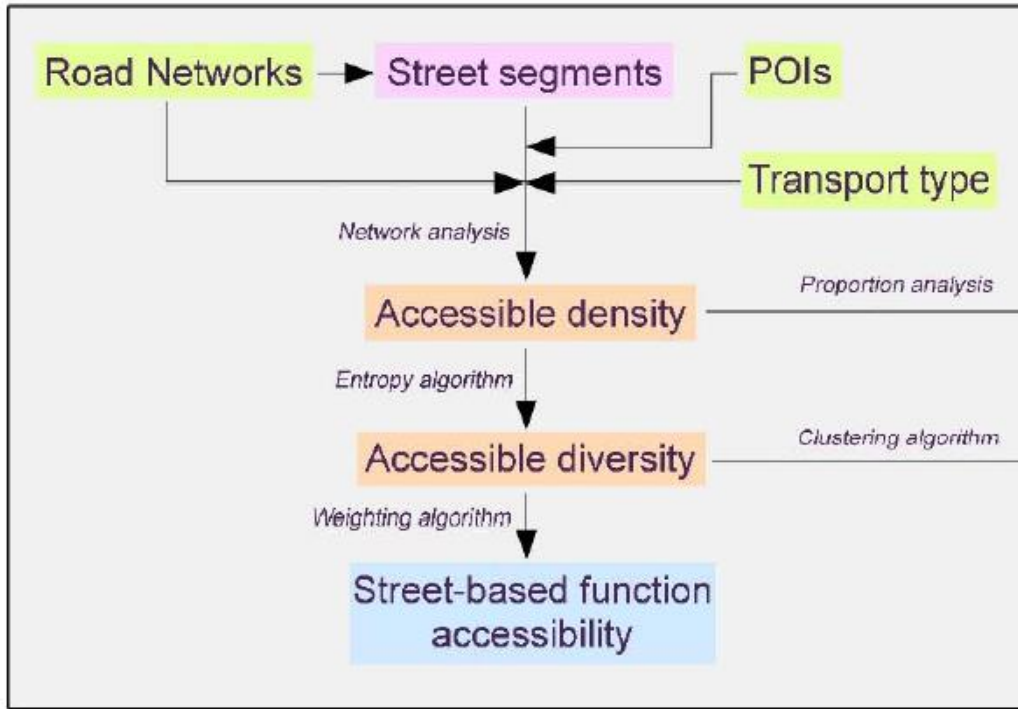 Road Networks
Street segments
POIs
Transport type
Network analysis
Proportion analysis
Accessible density
Entropy algorithm
Clustering algorithm
Accessible diversity
Weighting algorithm
Street-based function
accessibility